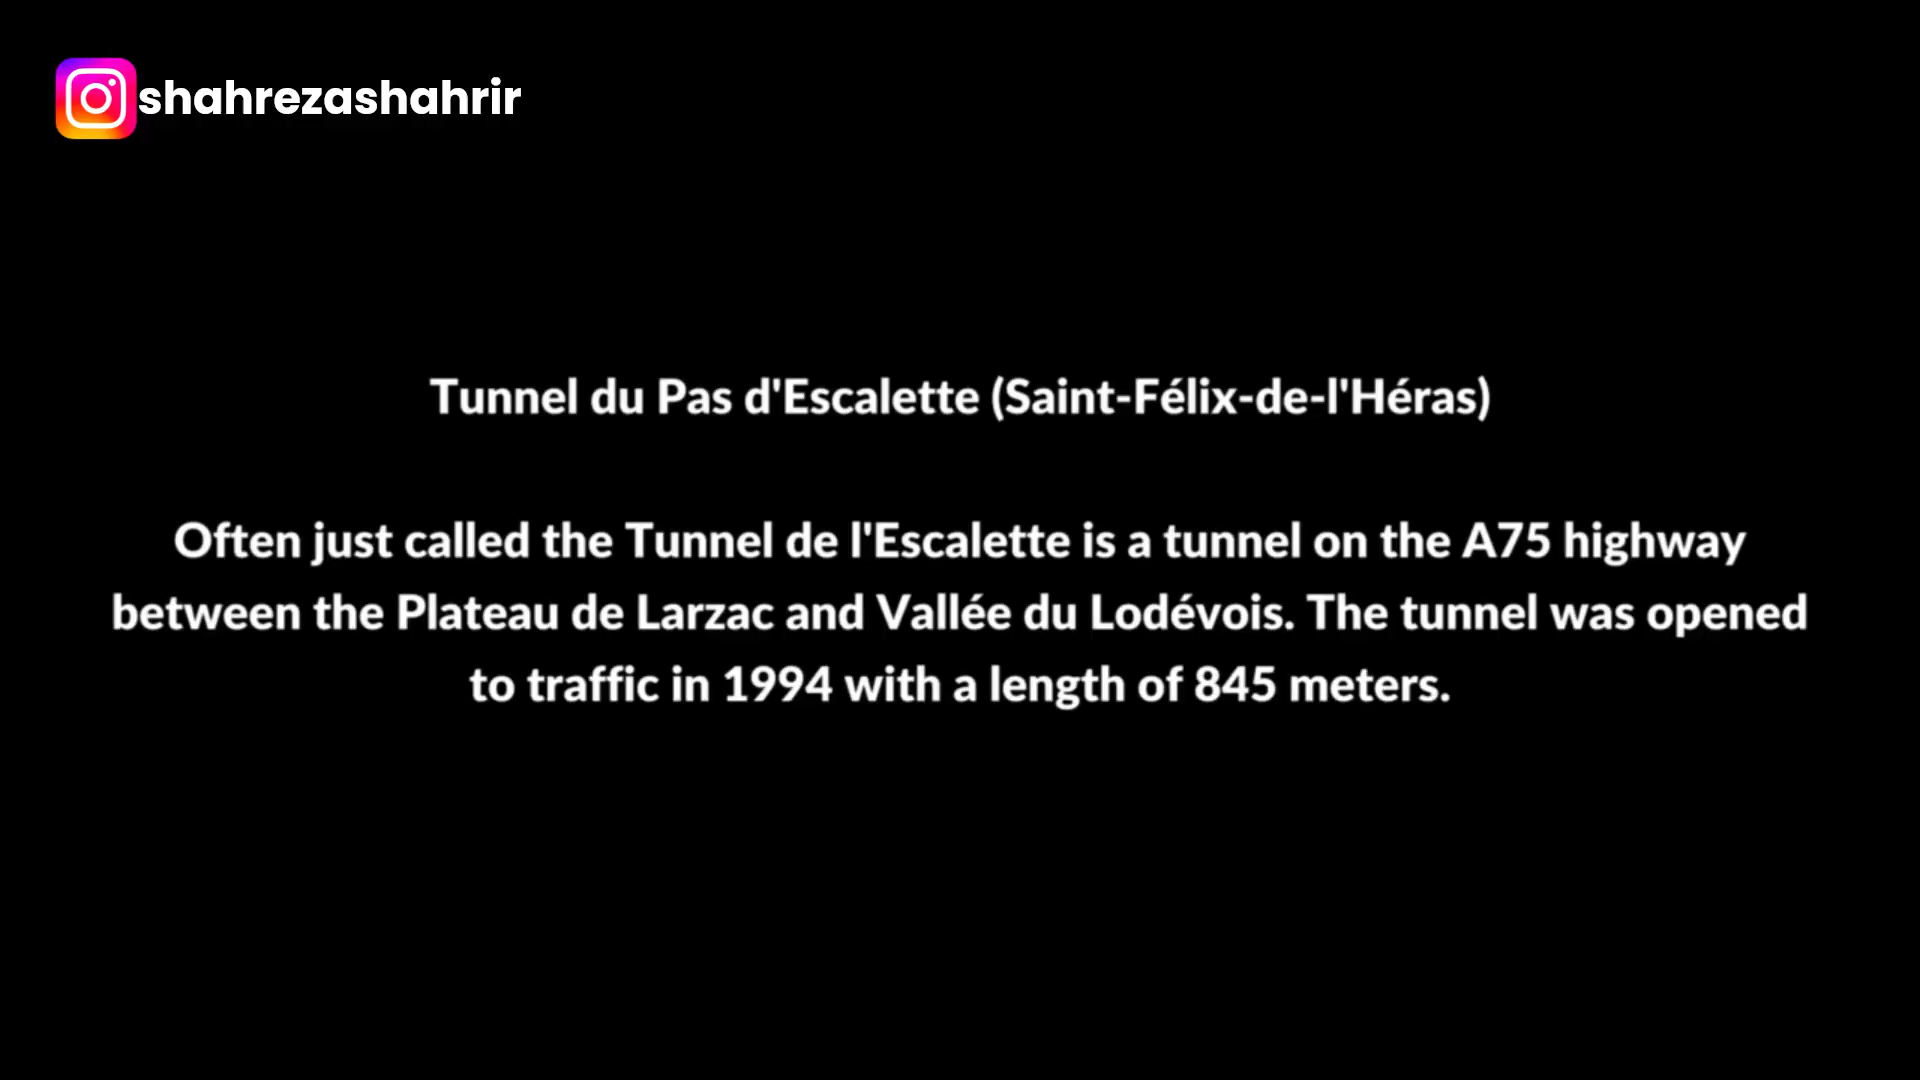 shahrezashahrir
Tunnel du Pas d'Escalette (Saint-Félix-de-l'Héras)
Often just called the Tunnel de l'Escalette is a tunnel on the A75 highway
between the Plateau de Larzac and Vallée du Lodévois. The tunnel was opened
to traffic in 1994 with a length of 845 meters.